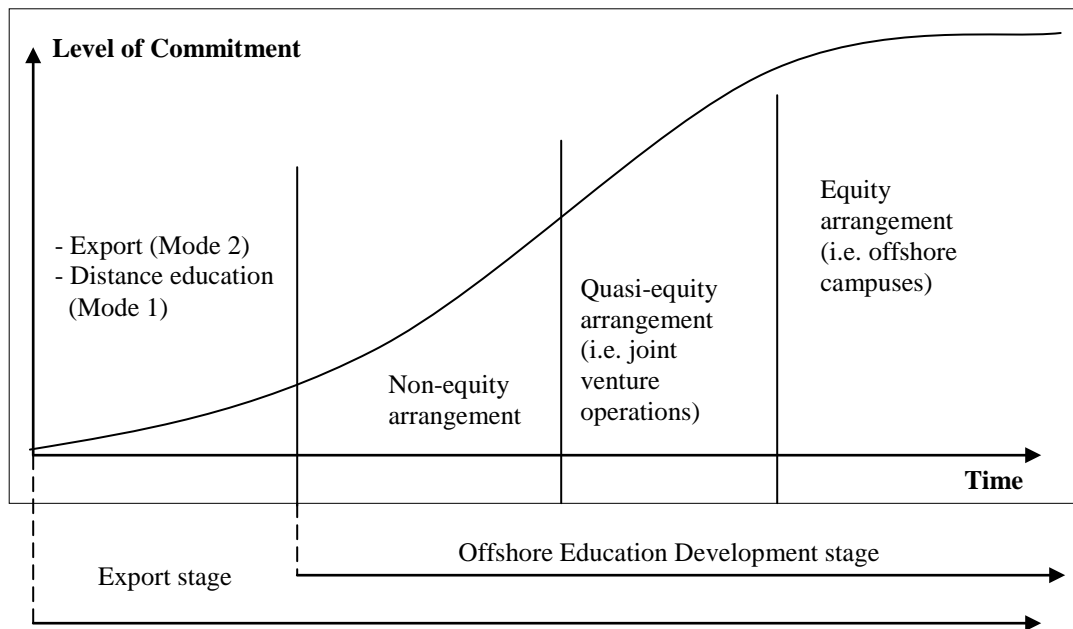 Level of Commitment
- Export (Mode 2)
- Distance education
(Mode 1)
Non-equity
arrangement
Quasi-equity
arrangement
(i.e. joint
venture
operations)
Equity
arrangement
(i.e. offshore
campuses)
Time
Offshore Education Development stage
Export stage